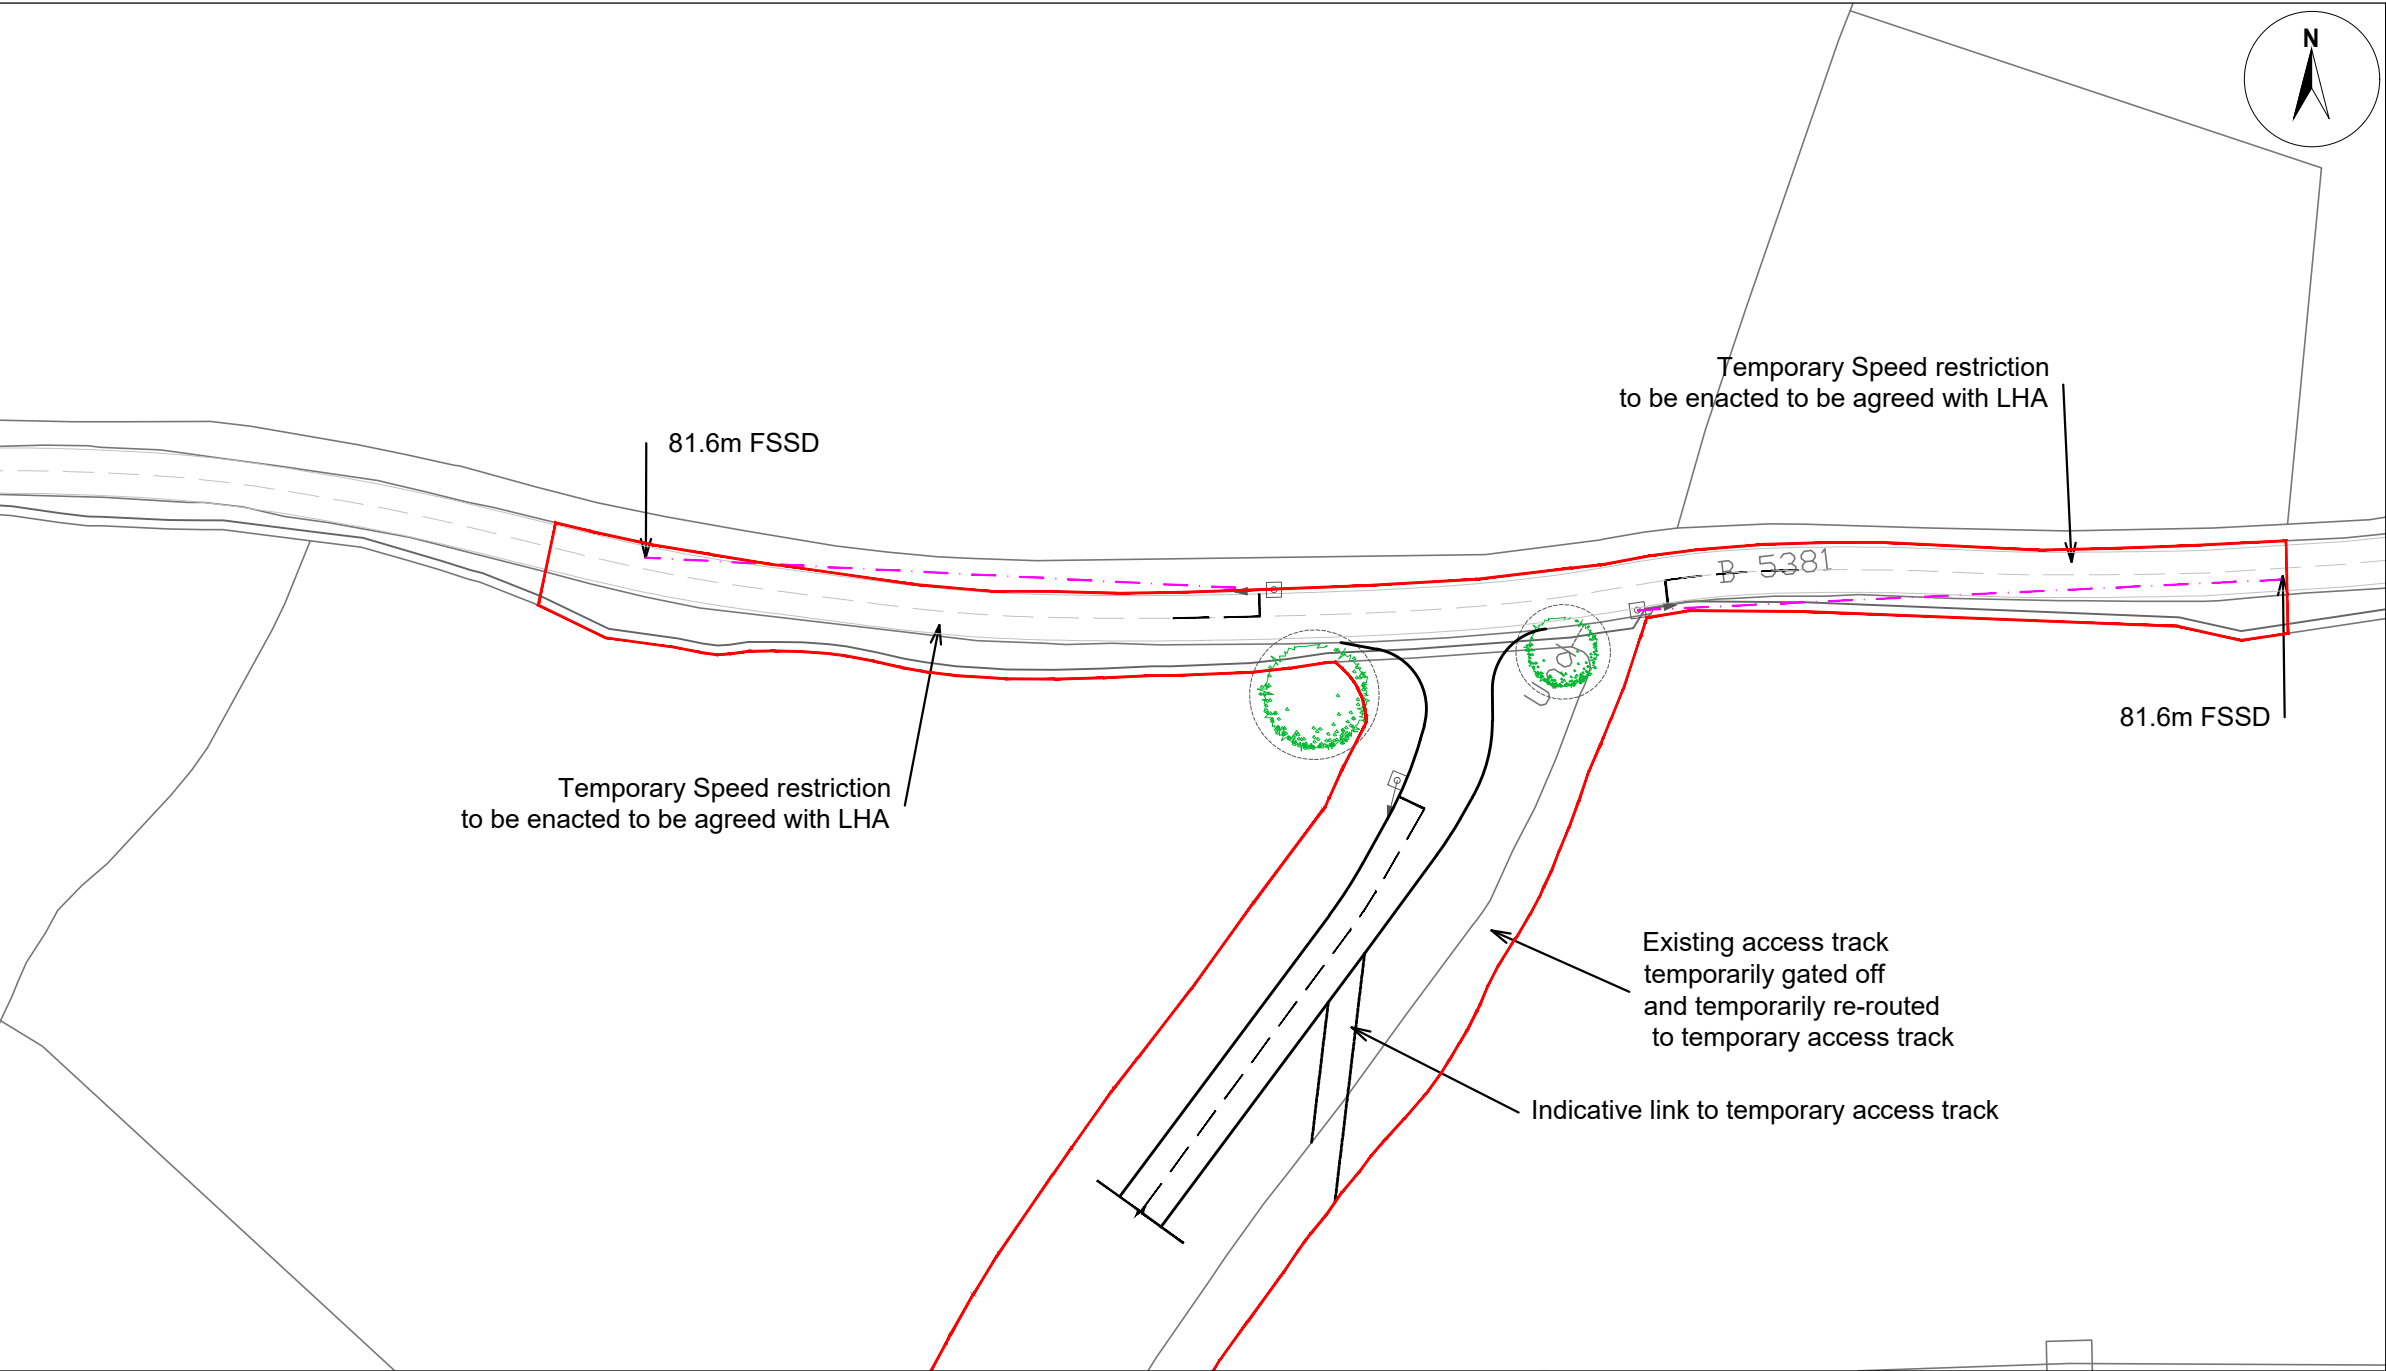 N
Temporary Speed restriction
to be enacted to be agreed with LHA
81.6m FSSD
B 5381
81.6m FSSD
Temporary Speed restriction
to be enacted to be agreed with LHA
Existing access track
temporarily gated off
and temporarily re-routed
to temporary access track
Indicative link to temporary access track